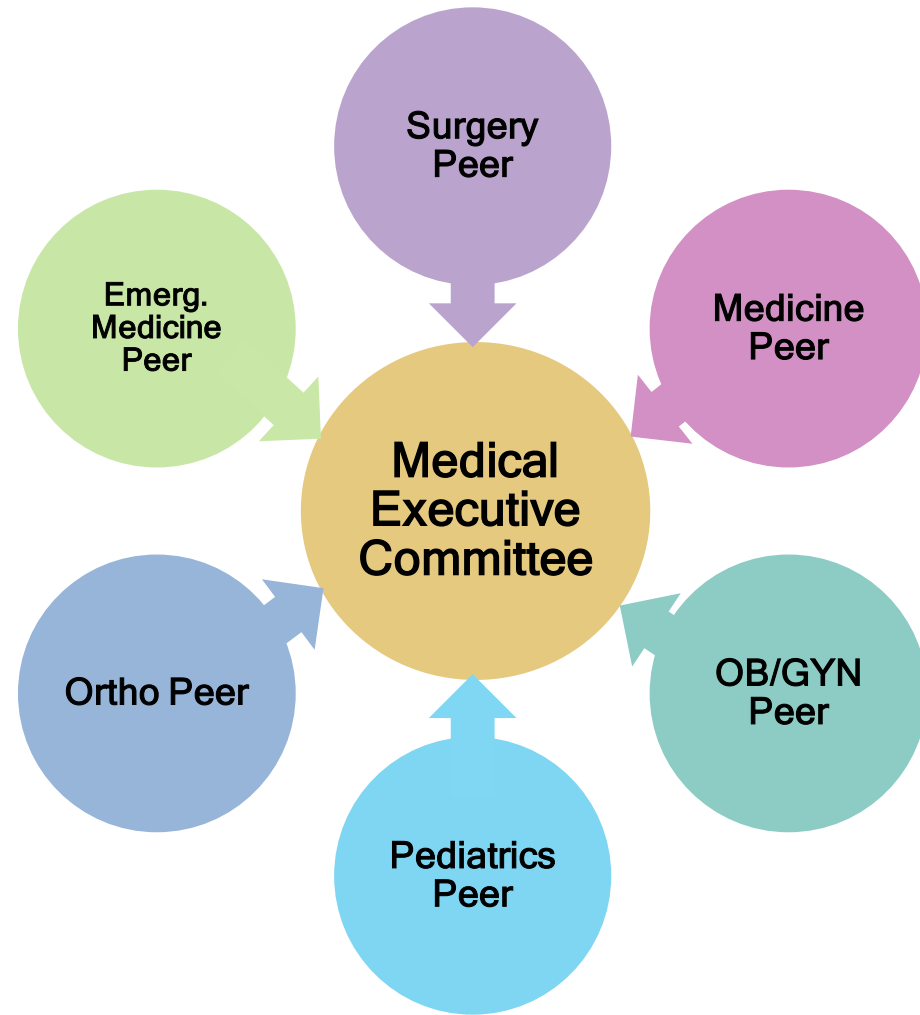 Surgery
Peer
Emerg.
Medicine
Peer
Medicine
Peer
Medical
Executive
Committee
Ortho Peer
OB/GYN
Peer
Pediatrics
Peer